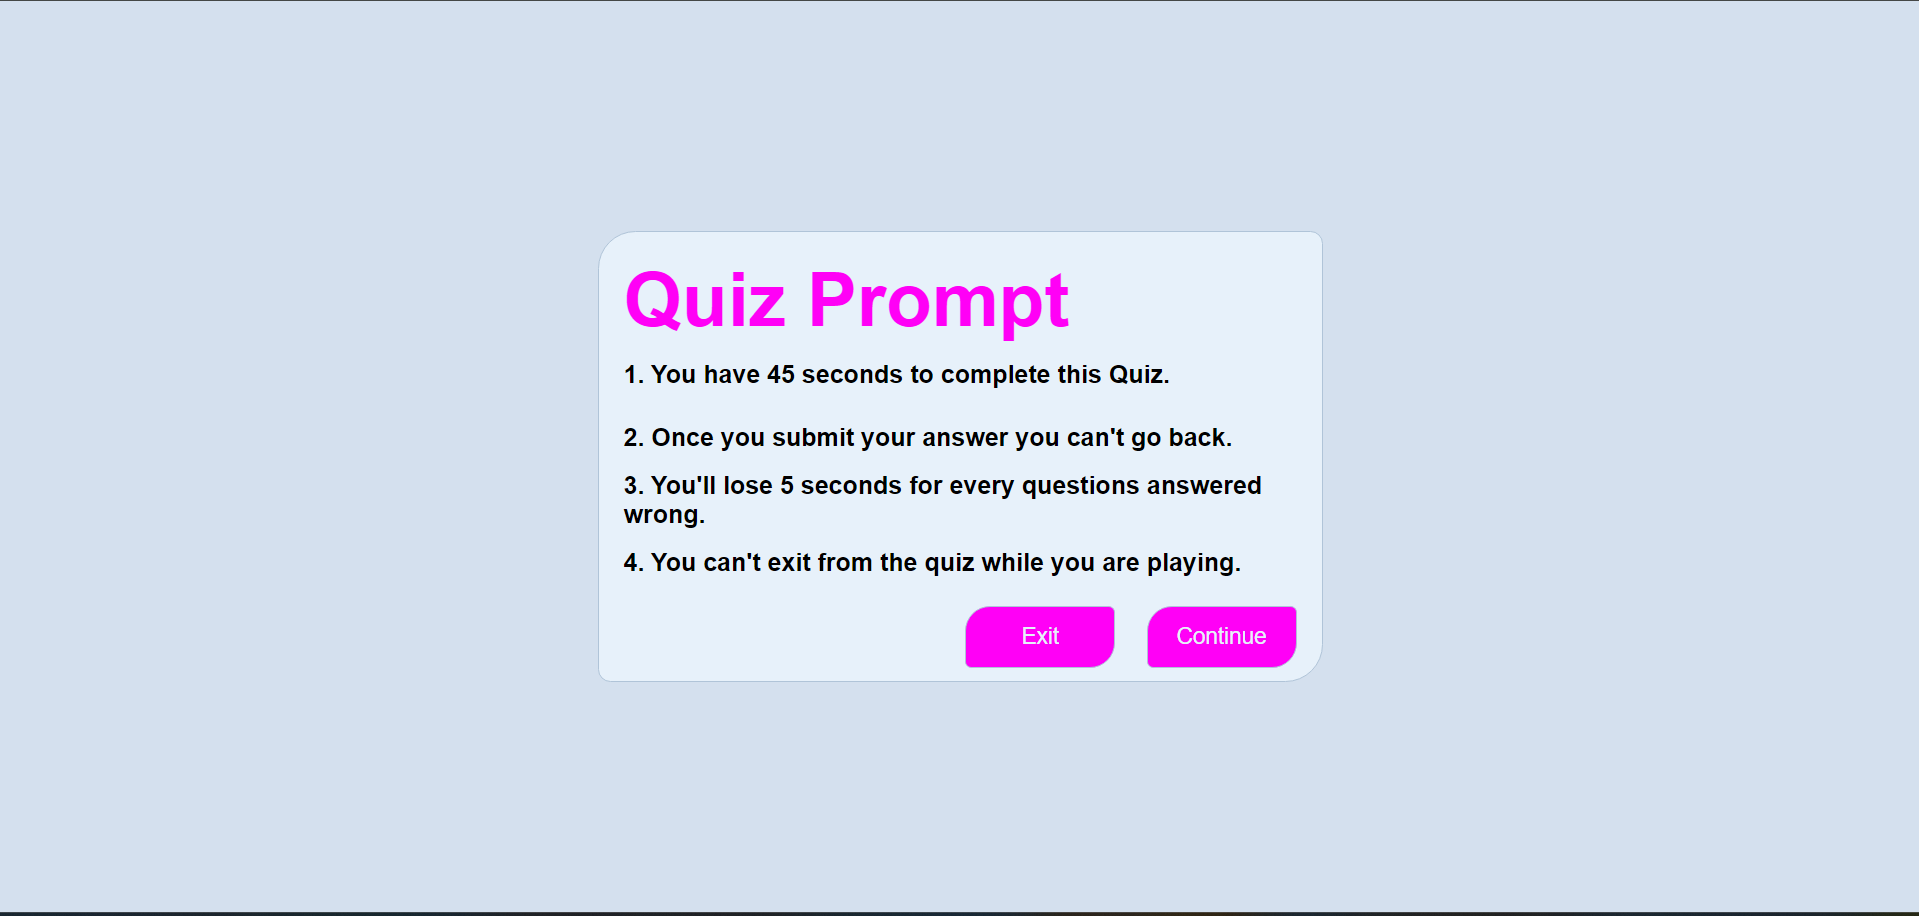 Quiz Prompt
1. You have 45 seconds to complete this Quiz.
2. Once you submit your answer you can't go back.
3. You'll lose 5 seconds for every questions answered
wrong.
4. You can't exit from the quiz while you are playing.
Exit
Continue